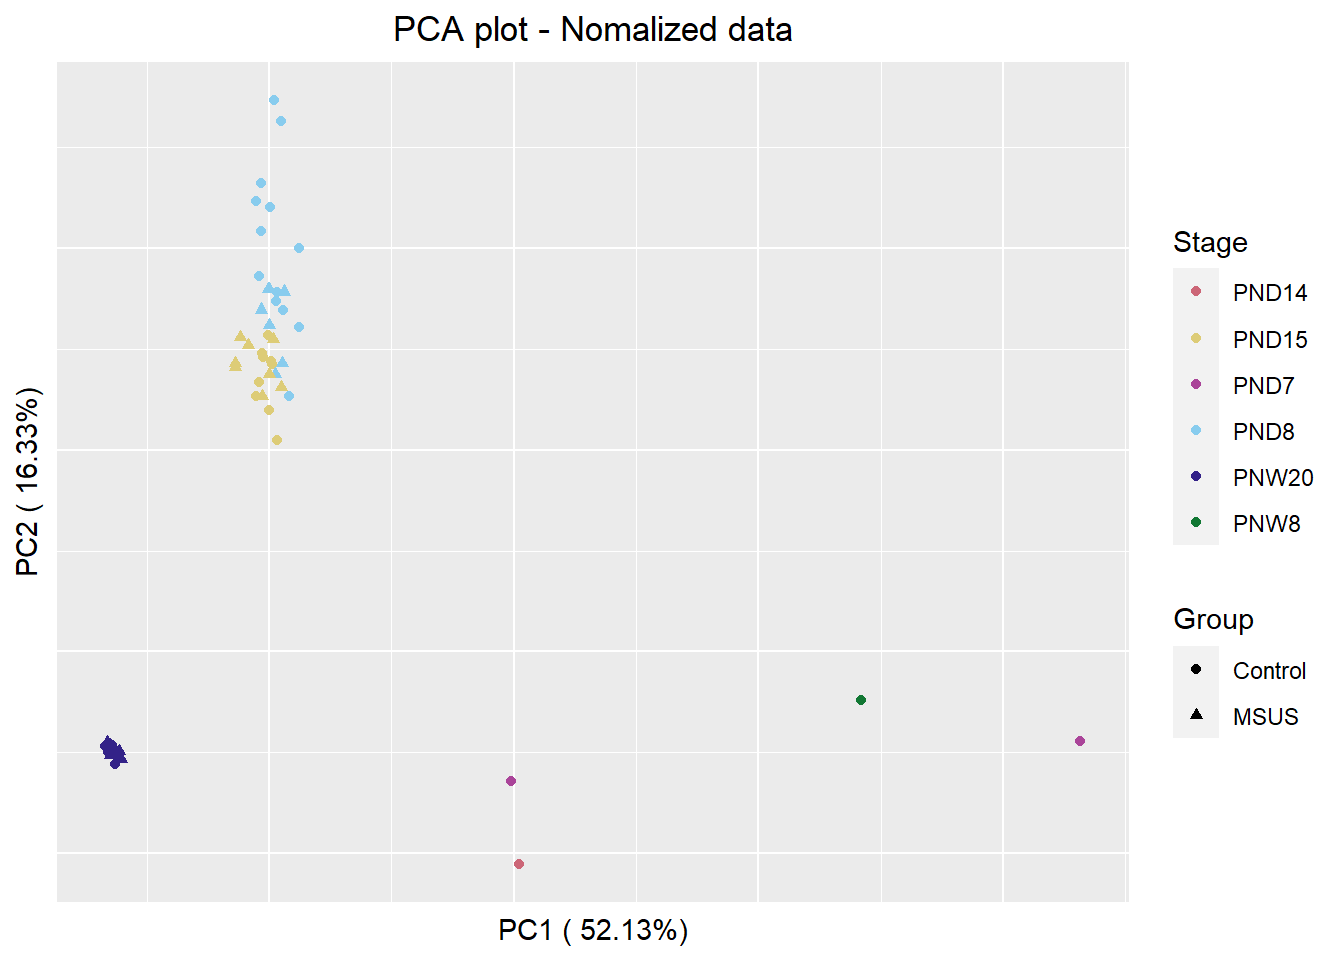 PCA plot - Nomalized data
PC2 ( 16.33%)
PC1 ( 52.13%)
Stage
PND14
PND15
PND7
PND8
PNW20
PNW8
Group
Control
MSUS